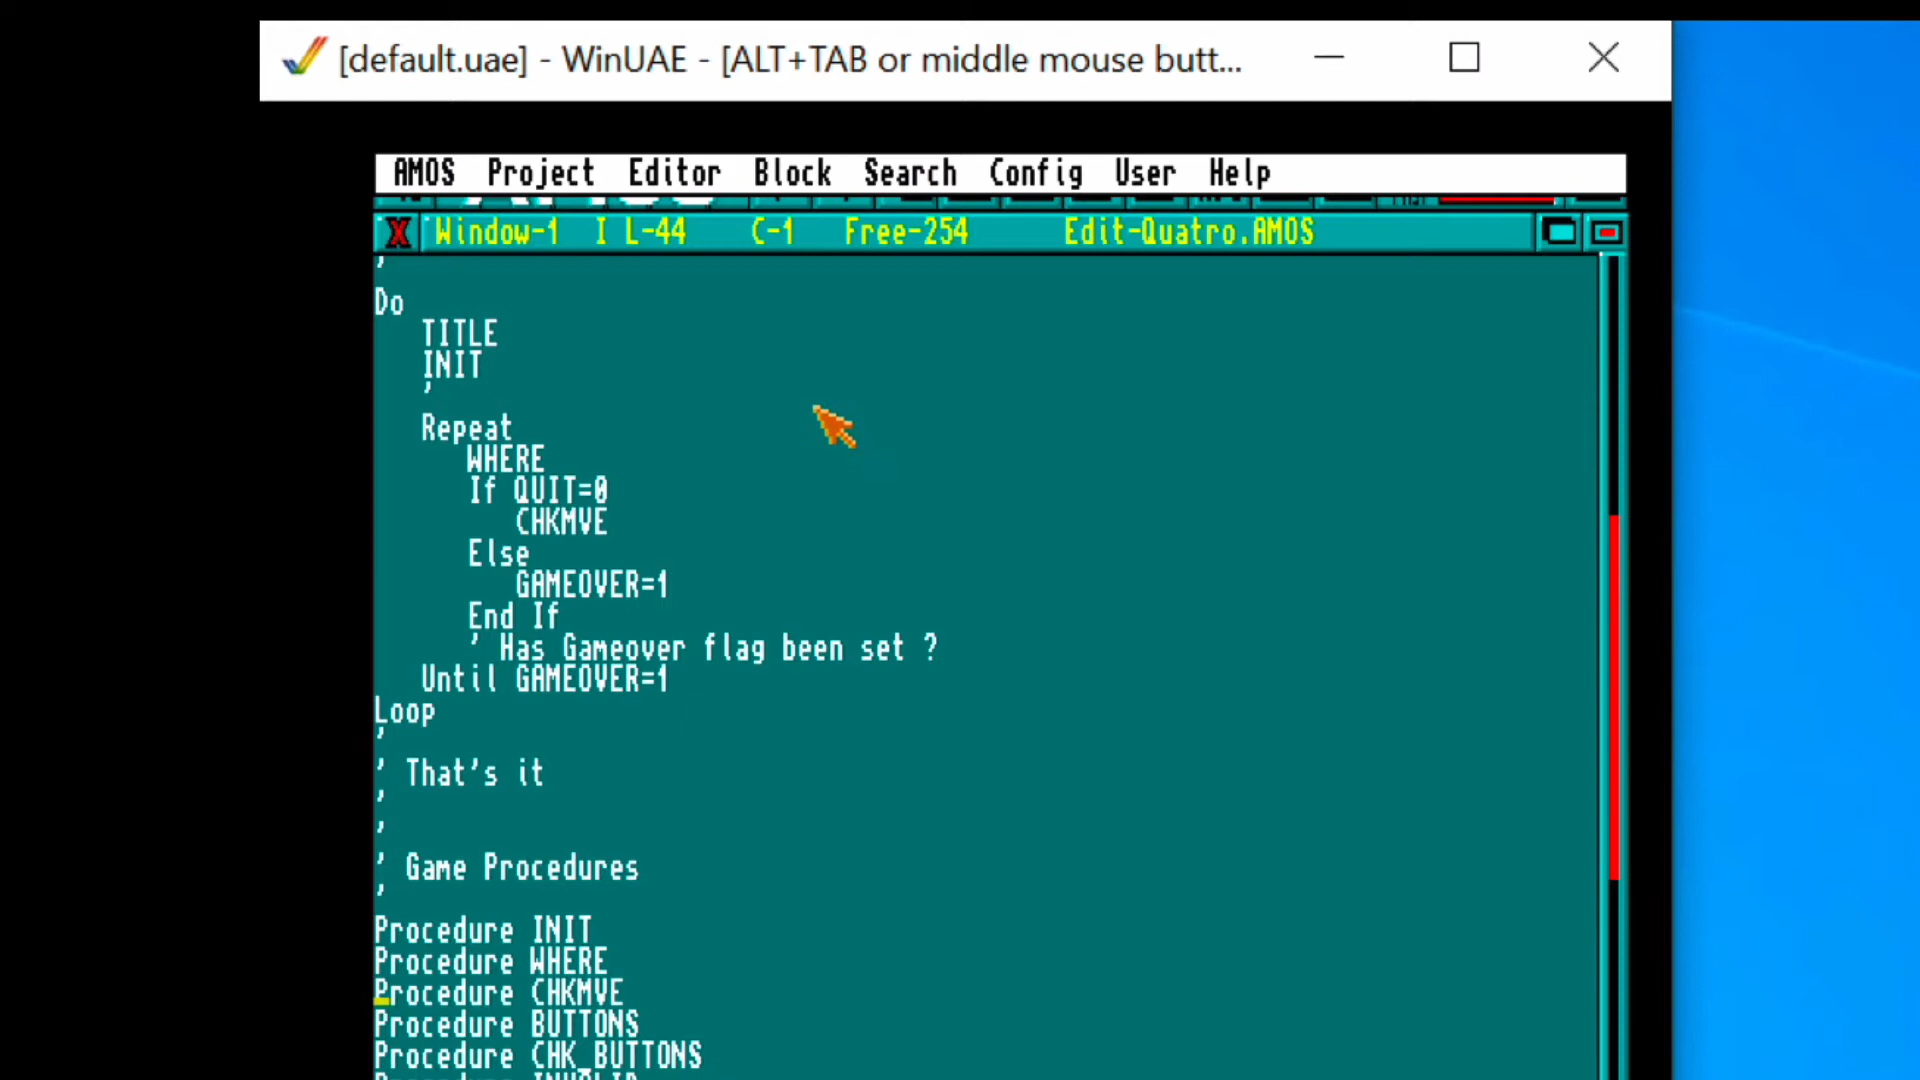 [default.uae] - WinUAE - [ALT+TAB or middle mouse butt...
AMOS Project Editor Block Search Config User Help
X Window-1 I L-44 C-1 Free-254 Edit-Quatro.AMOS
'
Do
TITLE
INIT
'
Repeat
WHERE
If QUIT=0
CHKMVE
Else
GAMEOVER=1
End If
' Has Gameover flag been set ?
Until GAMEOVER=1
Loop
'
' That's it
'
'
' Game Procedures
'
Procedure INIT
Procedure WHERE
Procedure CHKMVE
Procedure BUTTONS
Procedure CHK_BUTTONS
Procedure